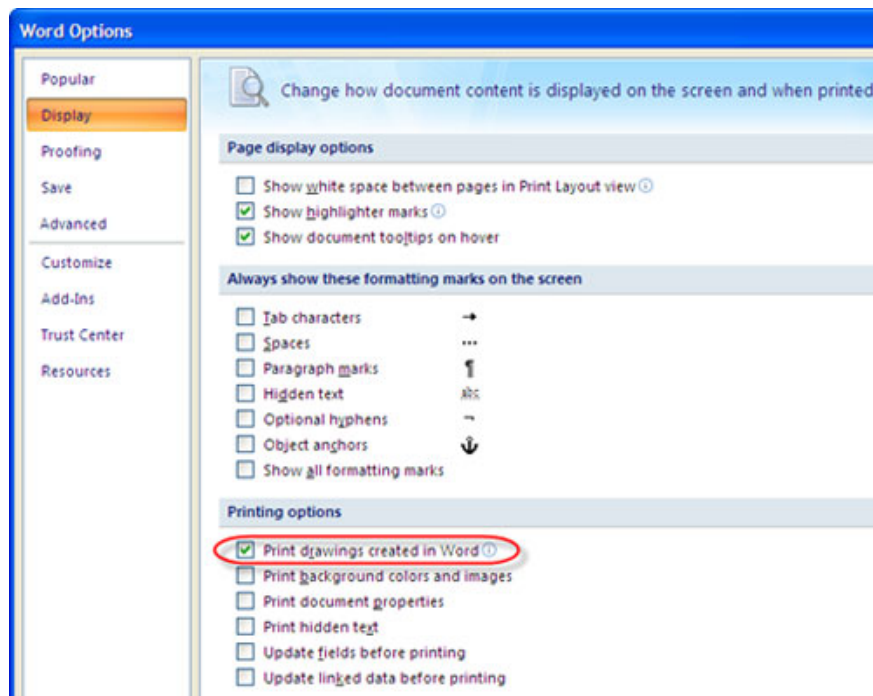 Word Options
Popular
Display
Proofing
Save
Advanced
Customize
Add-Ins
Trust Center
Resources
Change how document content is displayed on the screen and when printed
Page display options
Show white space between pages in Print Layout view
Show highlighter marks
Show document tooltips on hover
Always show these formatting marks on the screen
Tab characters →
Spaces ...
Paragraph marks ¶
Hidden text abc
Optional hyphens ¬
Object anchors
Show all formatting marks
Printing options
Print drawings created in Word
Print background colors and images
Print document properties
Print hidden text
Update fields before printing
Update linked data before printing